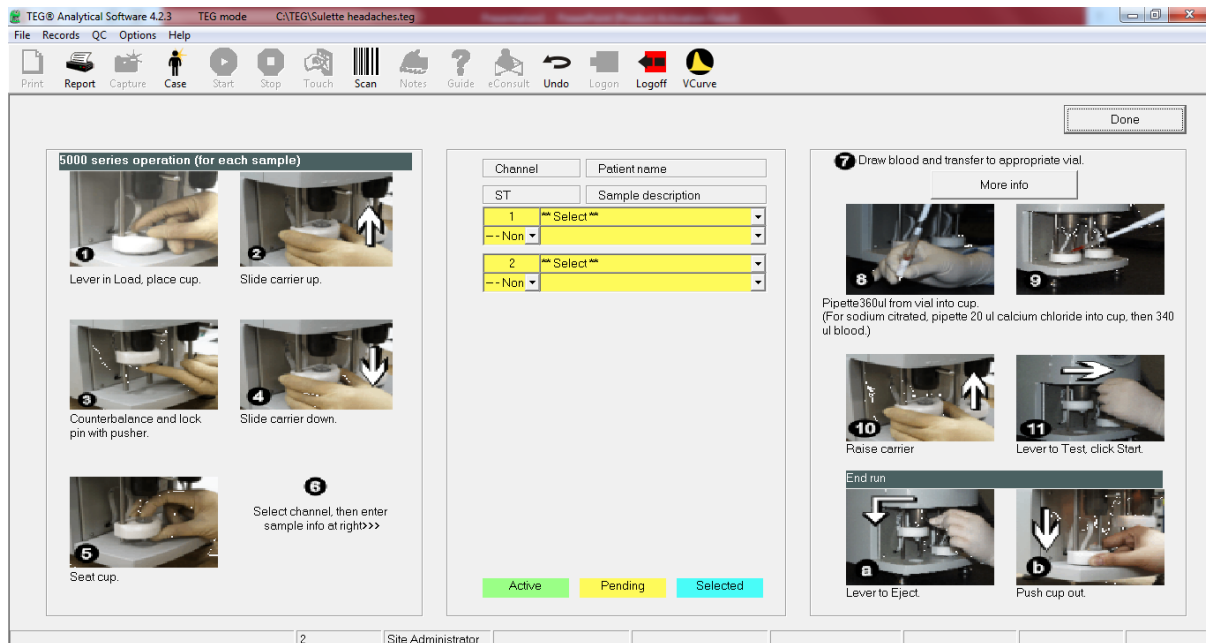 TEG® Analytical Software 4.2.3 TEG mode C:\TEG\Sulette headaches.teg
File Records QC Options Help
Print Report Capture Case Start Stop Touch Scan Notes Guide eConsult Undo Logon Logoff VCurve
Done
5000 series operation (for each sample)
1
Lever in Load, place cup.
2
Slide carrier up.
3
Counterbalance and lock
pin with pusher.
4
Slide carrier down.
5
Seat cup.
6
Select channel, then enter
sample info at right>>>
Channel Patient name
ST Sample description
1 ** Select **
--- Non
2 ** Select **
--- Non
Active Pending Selected
7 Draw blood and transfer to appropriate vial.
More info
8
9
Pipette360ul from vial into cup.
(For sodium citrated, pipette 20 ul calcium chloride into cup, then 340
ul blood.)
10
Raise carrier
11
Lever to Test, click Start.
End run
a
Lever to Eject.
b
Push cup out.
2 Site Administrator